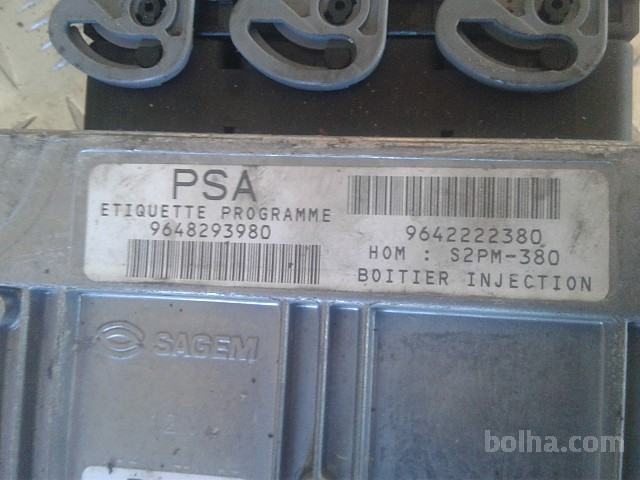 PSA
ETIQUETTE PROGRAMME
9648293980
9642222380
HOM : S2PM-380
BOITIER INJECTION
SAGEM
bolha.com